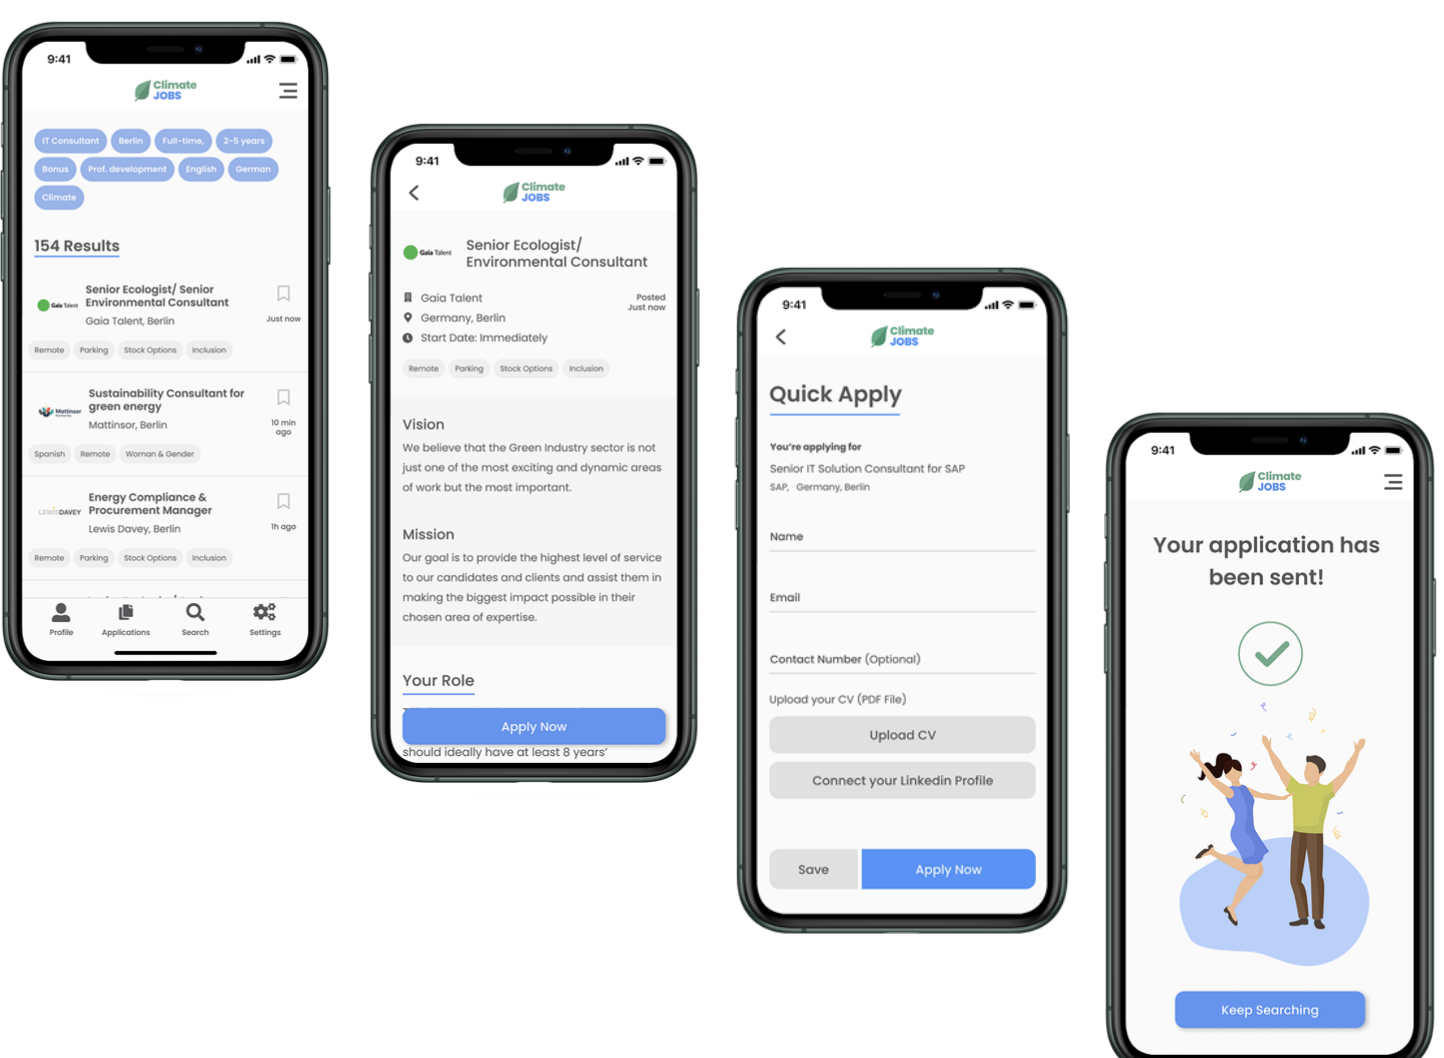 9:41
Climate
JOBS
IT Consultant
Berlin
Full-time,
2-5 years
Bonus
Prof. development
English
German
Climate
154 Results
Senior Ecologist/ Senior
Environmental Consultant
Gaia Talent
Gaia Talent, Berlin
Just now
Remote
Parking
Stock Options
Inclusion
Sustainability Consultant for
green energy
Mattinsor
Mattinsor, Berlin
10 min
ago
Spanish
Remote
Woman & Gender
Energy Compliance &
Procurement Manager
LEWISDAVEY
Lewis Davey, Berlin
1h ago
Remote
Parking
Stock Options
Inclusion
Profile
Applications
Search
Settings
9:41
Climate
JOBS
Gaia Talent
Senior Ecologist/
Environmental Consultant
Gaia Talent
Germany, Berlin
Start Date: Immediately
Posted
Just now
Remote
Parking
Stock Options
Inclusion
Vision
We believe that the Green Industry sector is not
just one of the most exciting and dynamic areas
of work but the most important.
Mission
Our goal is to provide the highest level of service
to our candidates and clients and assist them in
making the biggest impact possible in their
chosen area of expertise.
Your Role
Apply Now
should ideally have at least 8 years'
9:41
Climate
JOBS
Quick Apply
You're applying for
Senior IT Solution Consultant for SAP
SAP, Germany, Berlin
Name
Email
Contact Number (Optional)
Upload your CV (PDF File)
Upload CV
Connect your Linkedin Profile
Save
Apply Now
9:41
Climate
JOBS
Your application has
been sent!
Keep Searching